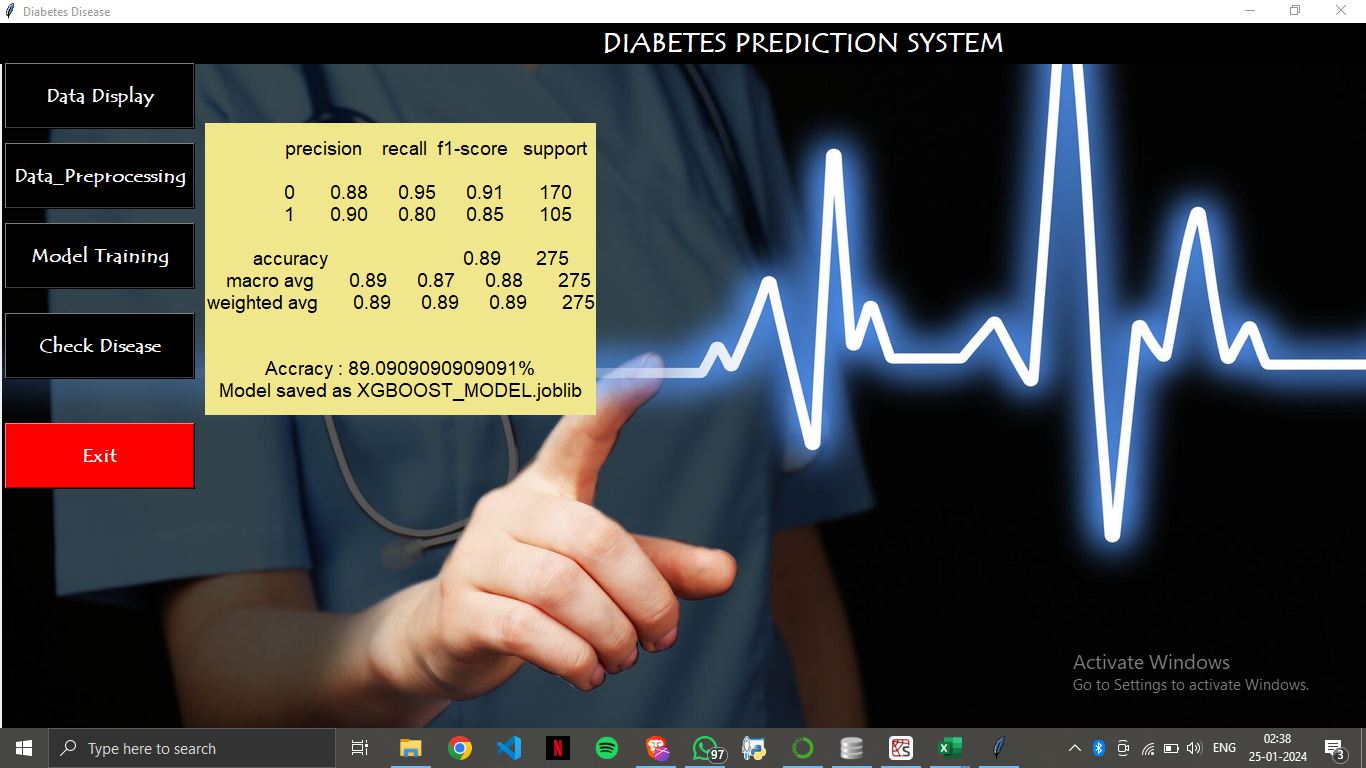 Diabetes Disease
DIABETES PREDICTION SYSTEM
Data Display
Data_Preprocessing
Model Training
Check Disease
Exit
precision recall f1-score support
0 0.88 0.95 0.91 170
1 0.90 0.80 0.85 105
accuracy 0.89 275
macro avg 0.89 0.87 0.88 275
weighted avg 0.89 0.89 0.89 275
Accracy : 89.0909090909091%
Model saved as XGBOOST_MODEL.joblib
Activate Windows
Go to Settings to activate Windows.
Type here to search
97
ENG
02:38
25-01-2024
3